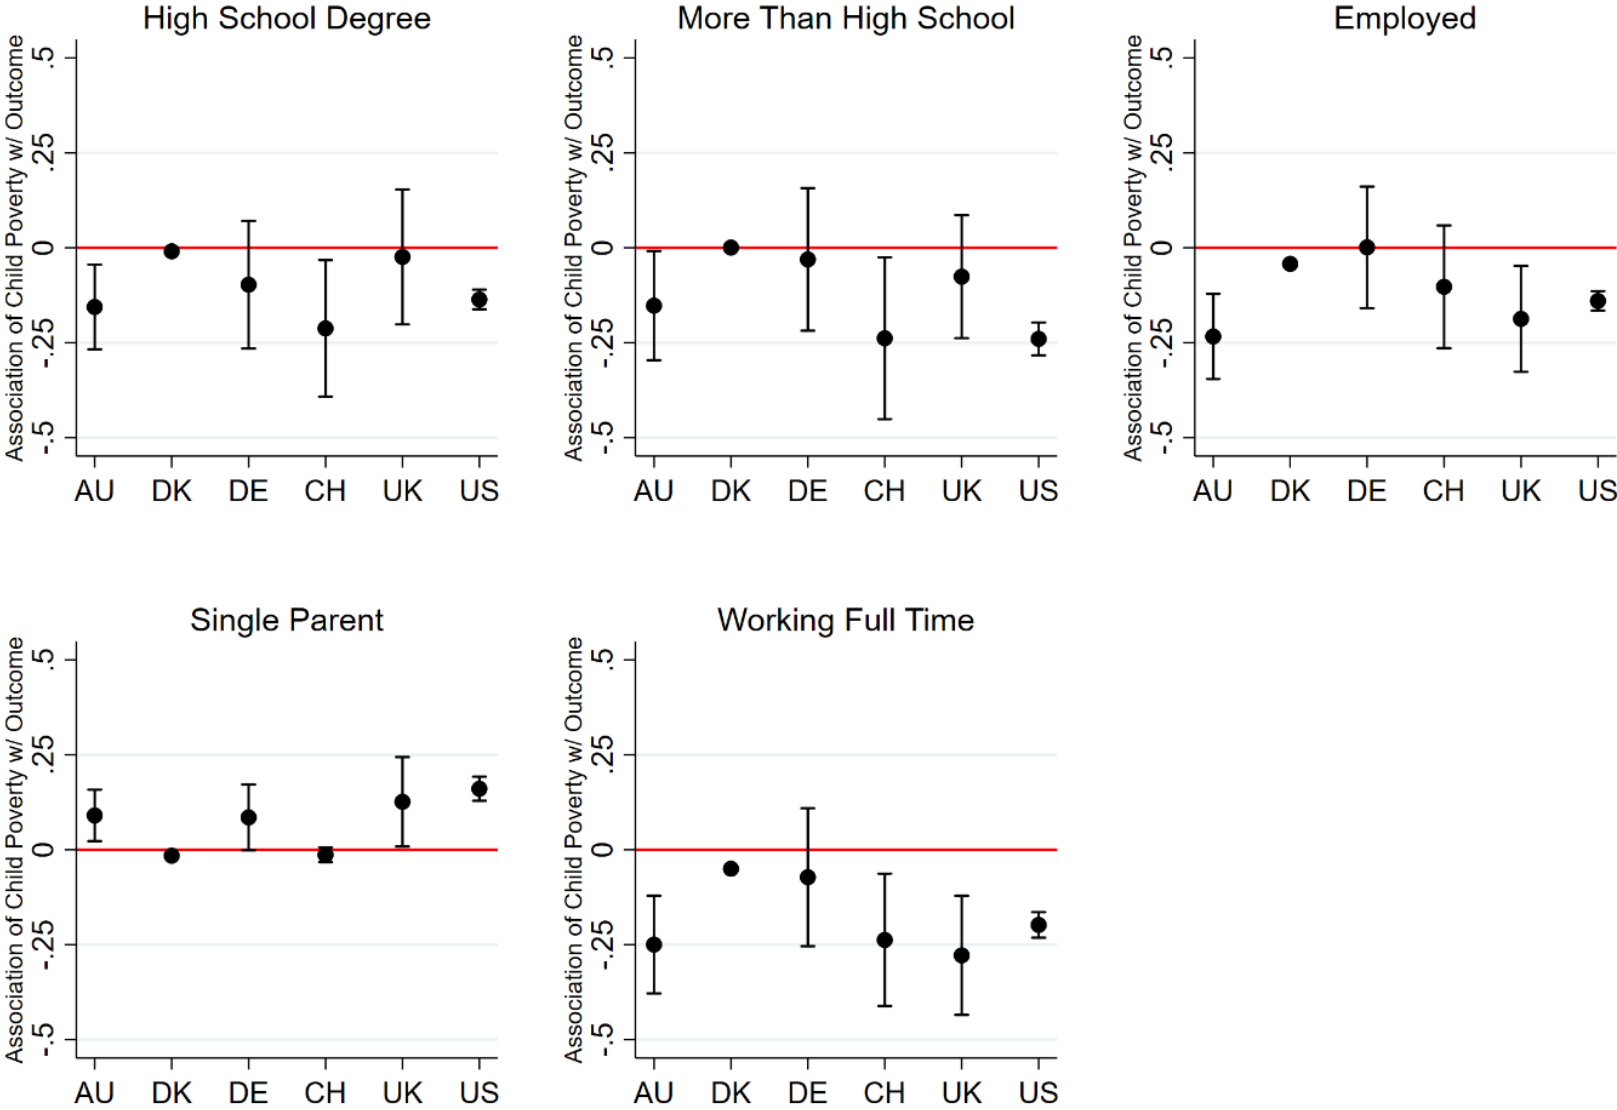 High School Degree
Association of Child Poverty w/ Outcome
.5
.25
0
-.25
-.5
AU DK DE CH UK US
More Than High School
Association of Child Poverty w/ Outcome
.5
.25
0
-.25
-.5
AU DK DE CH UK US
Employed
Association of Child Poverty w/ Outcome
.5
.25
0
-.25
-.5
AU DK DE CH UK US
Single Parent
Association of Child Poverty w/ Outcome
.5
.25
0
-.25
-.5
AU DK DE CH UK US
Working Full Time
Association of Child Poverty w/ Outcome
.5
.25
0
-.25
-.5
AU DK DE CH UK US